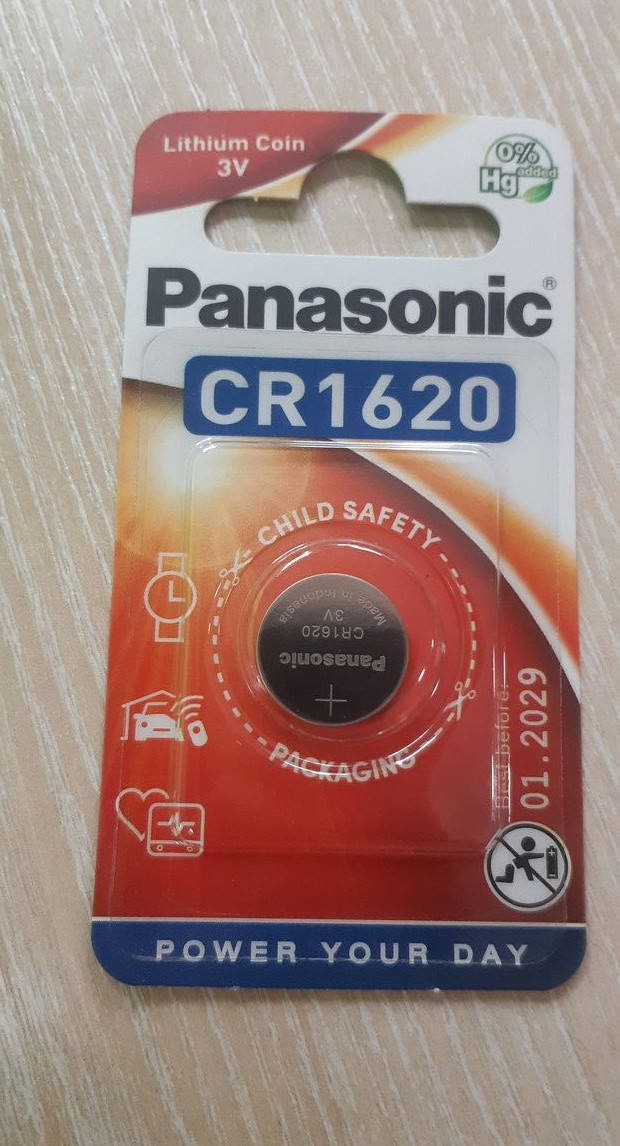 Lithium Coin
3V
0%
Hg added
Panasonic®
CR1620
CHILD SAFETY
Made in Indonesia
3V
CR1620
Panasonic
+
PACKAGING
Best before:
01.2029
POWER YOUR DAY